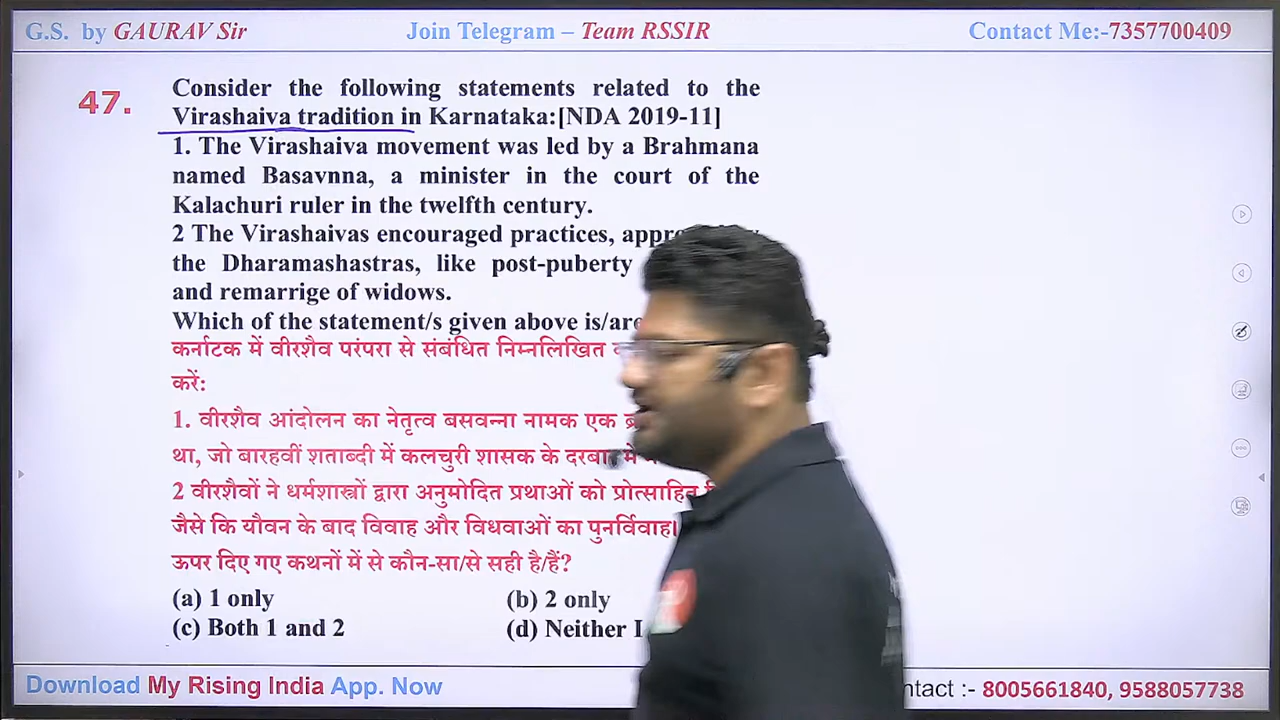 G.S. by GAURAV Sir
Join Telegram – Team RSSIR
Contact Me:-7357700409
47.
Consider the following statements related to the
Virashaiva tradition in Karnataka:[NDA 2019-11]
1. The Virashaiva movement was led by a Brahmana
named Basavnna, a minister in the court of the
Kalachuri ruler in the twelfth century.
2 The Virashaivas encouraged practices,
the Dharamashastras, like post-puberty
and remarrige of widows.
Which of the statement/s given above is/are
कर्नाटक में वीरशैव परंपरा से संबंधित निम्नलिखित
करें:
1. वीरशैव आंदोलन का नेतृत्व बसवन्ना नामक एक
था, जो बारहवीं शताब्दी में कलचुरी शासक के दरबार में
2 वीरशैवों ने धर्मशास्त्रों द्वारा अनुमोदित प्रथाओं को प्रोत्साहित
जैसे कि यौवन के बाद विवाह और विधवाओं का पुनर्विवाह।
ऊपर दिए गए कथनों में से कौन-सा/से सही है/हैं?
(a) 1 only
(b) 2 only
(c) Both 1 and 2
(d) Neither
Download My Rising India App. Now
:- 8005661840, 9588057738